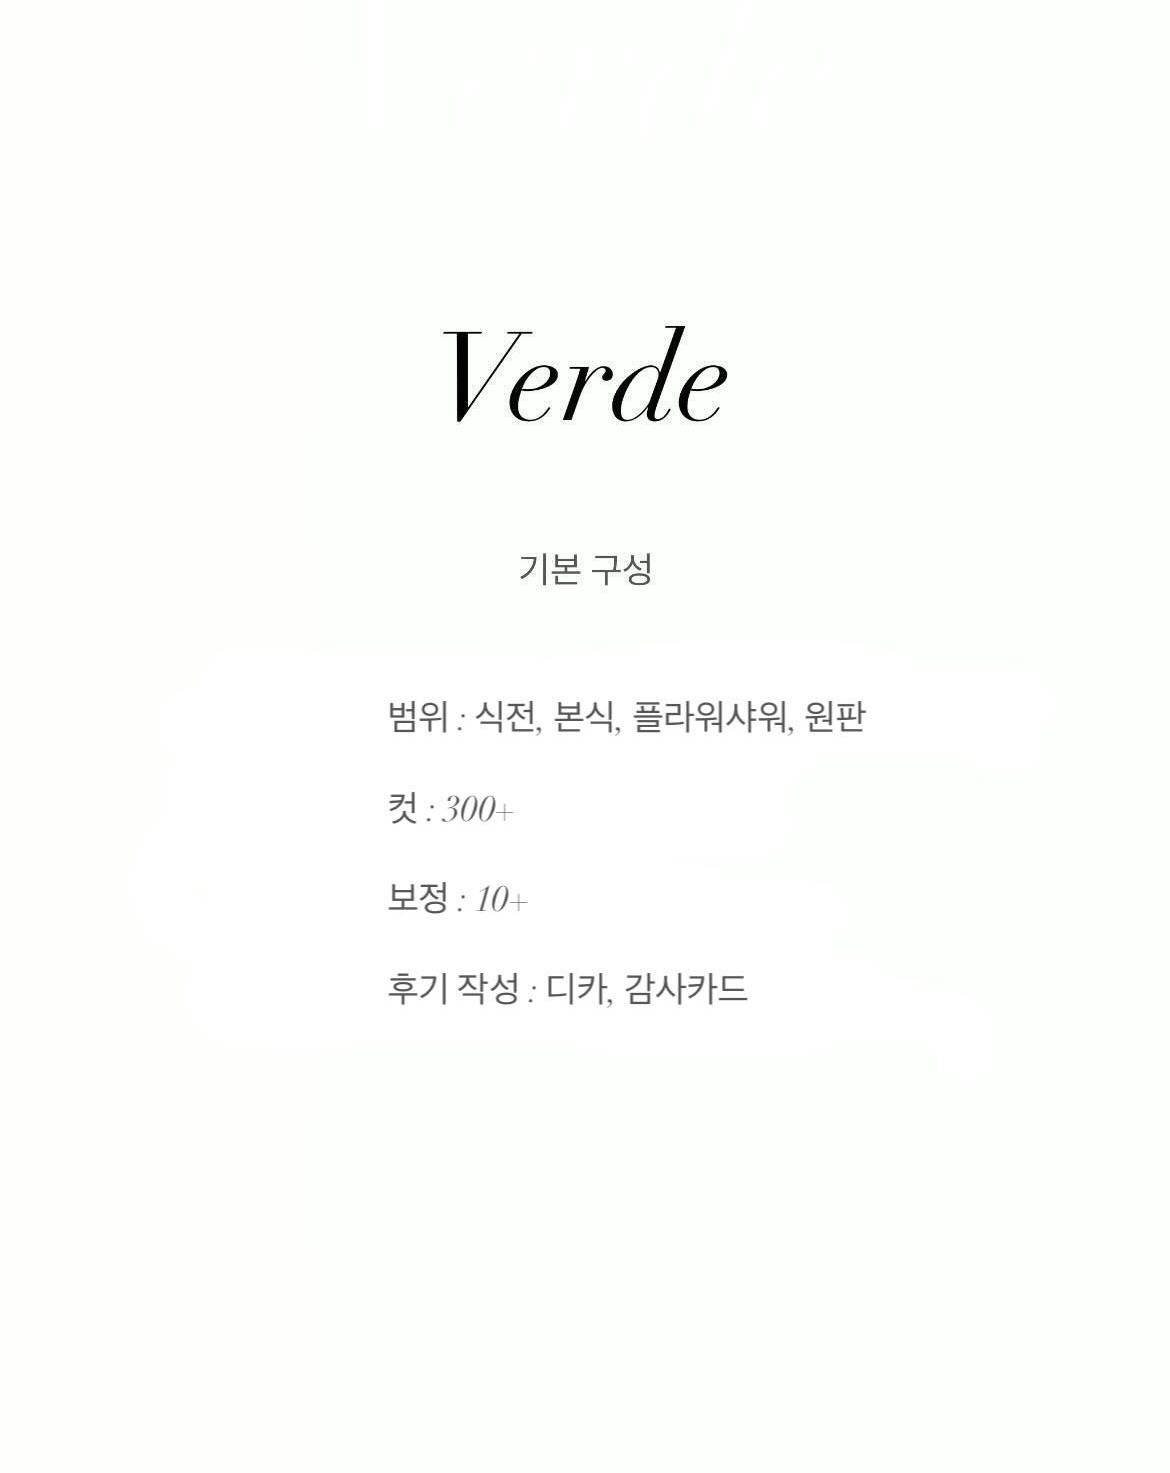 Verde
기본 구성
범위 : 식전, 본식, 플라워샤워, 원판
컷 : 300+
보정 : 10+
후기 작성 : 디카, 감사카드